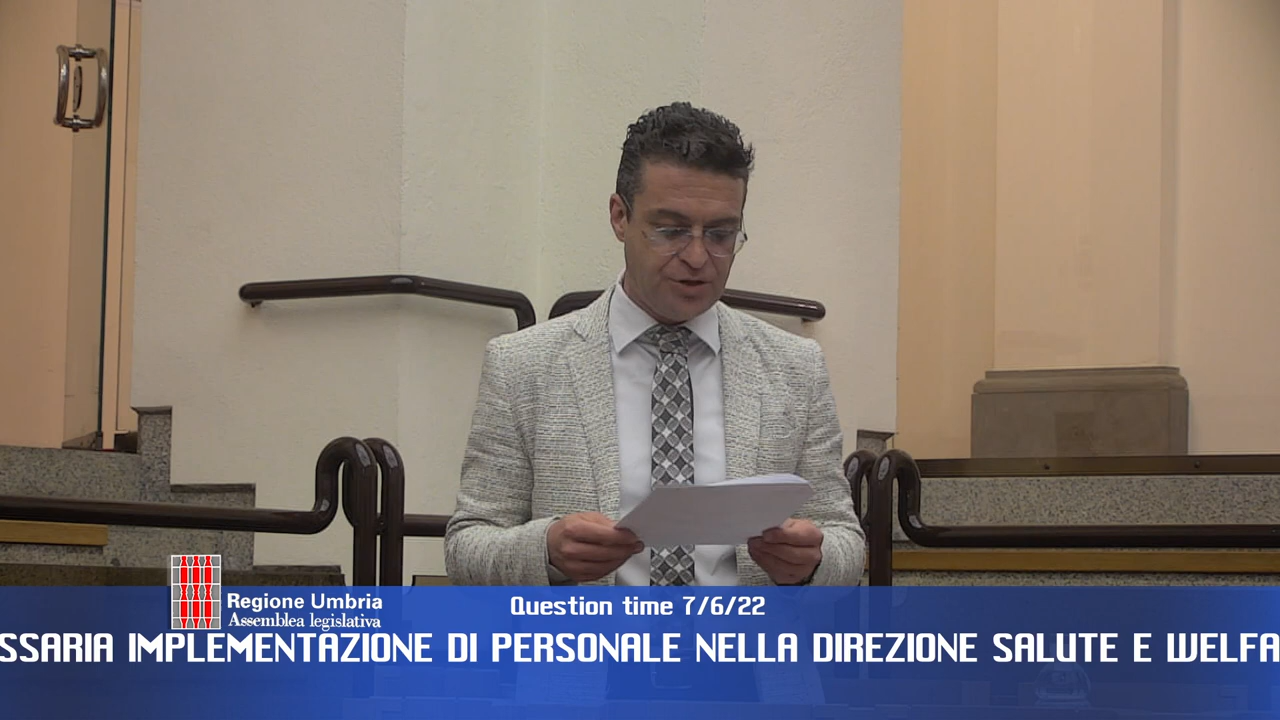 Question time 7/6/22
Regione Umbria
Assemblea legislativa
SSARIA IMPLEMENTAZIONE DI PERSONALE NELLA DIREZIONE SALUTE E WELFA